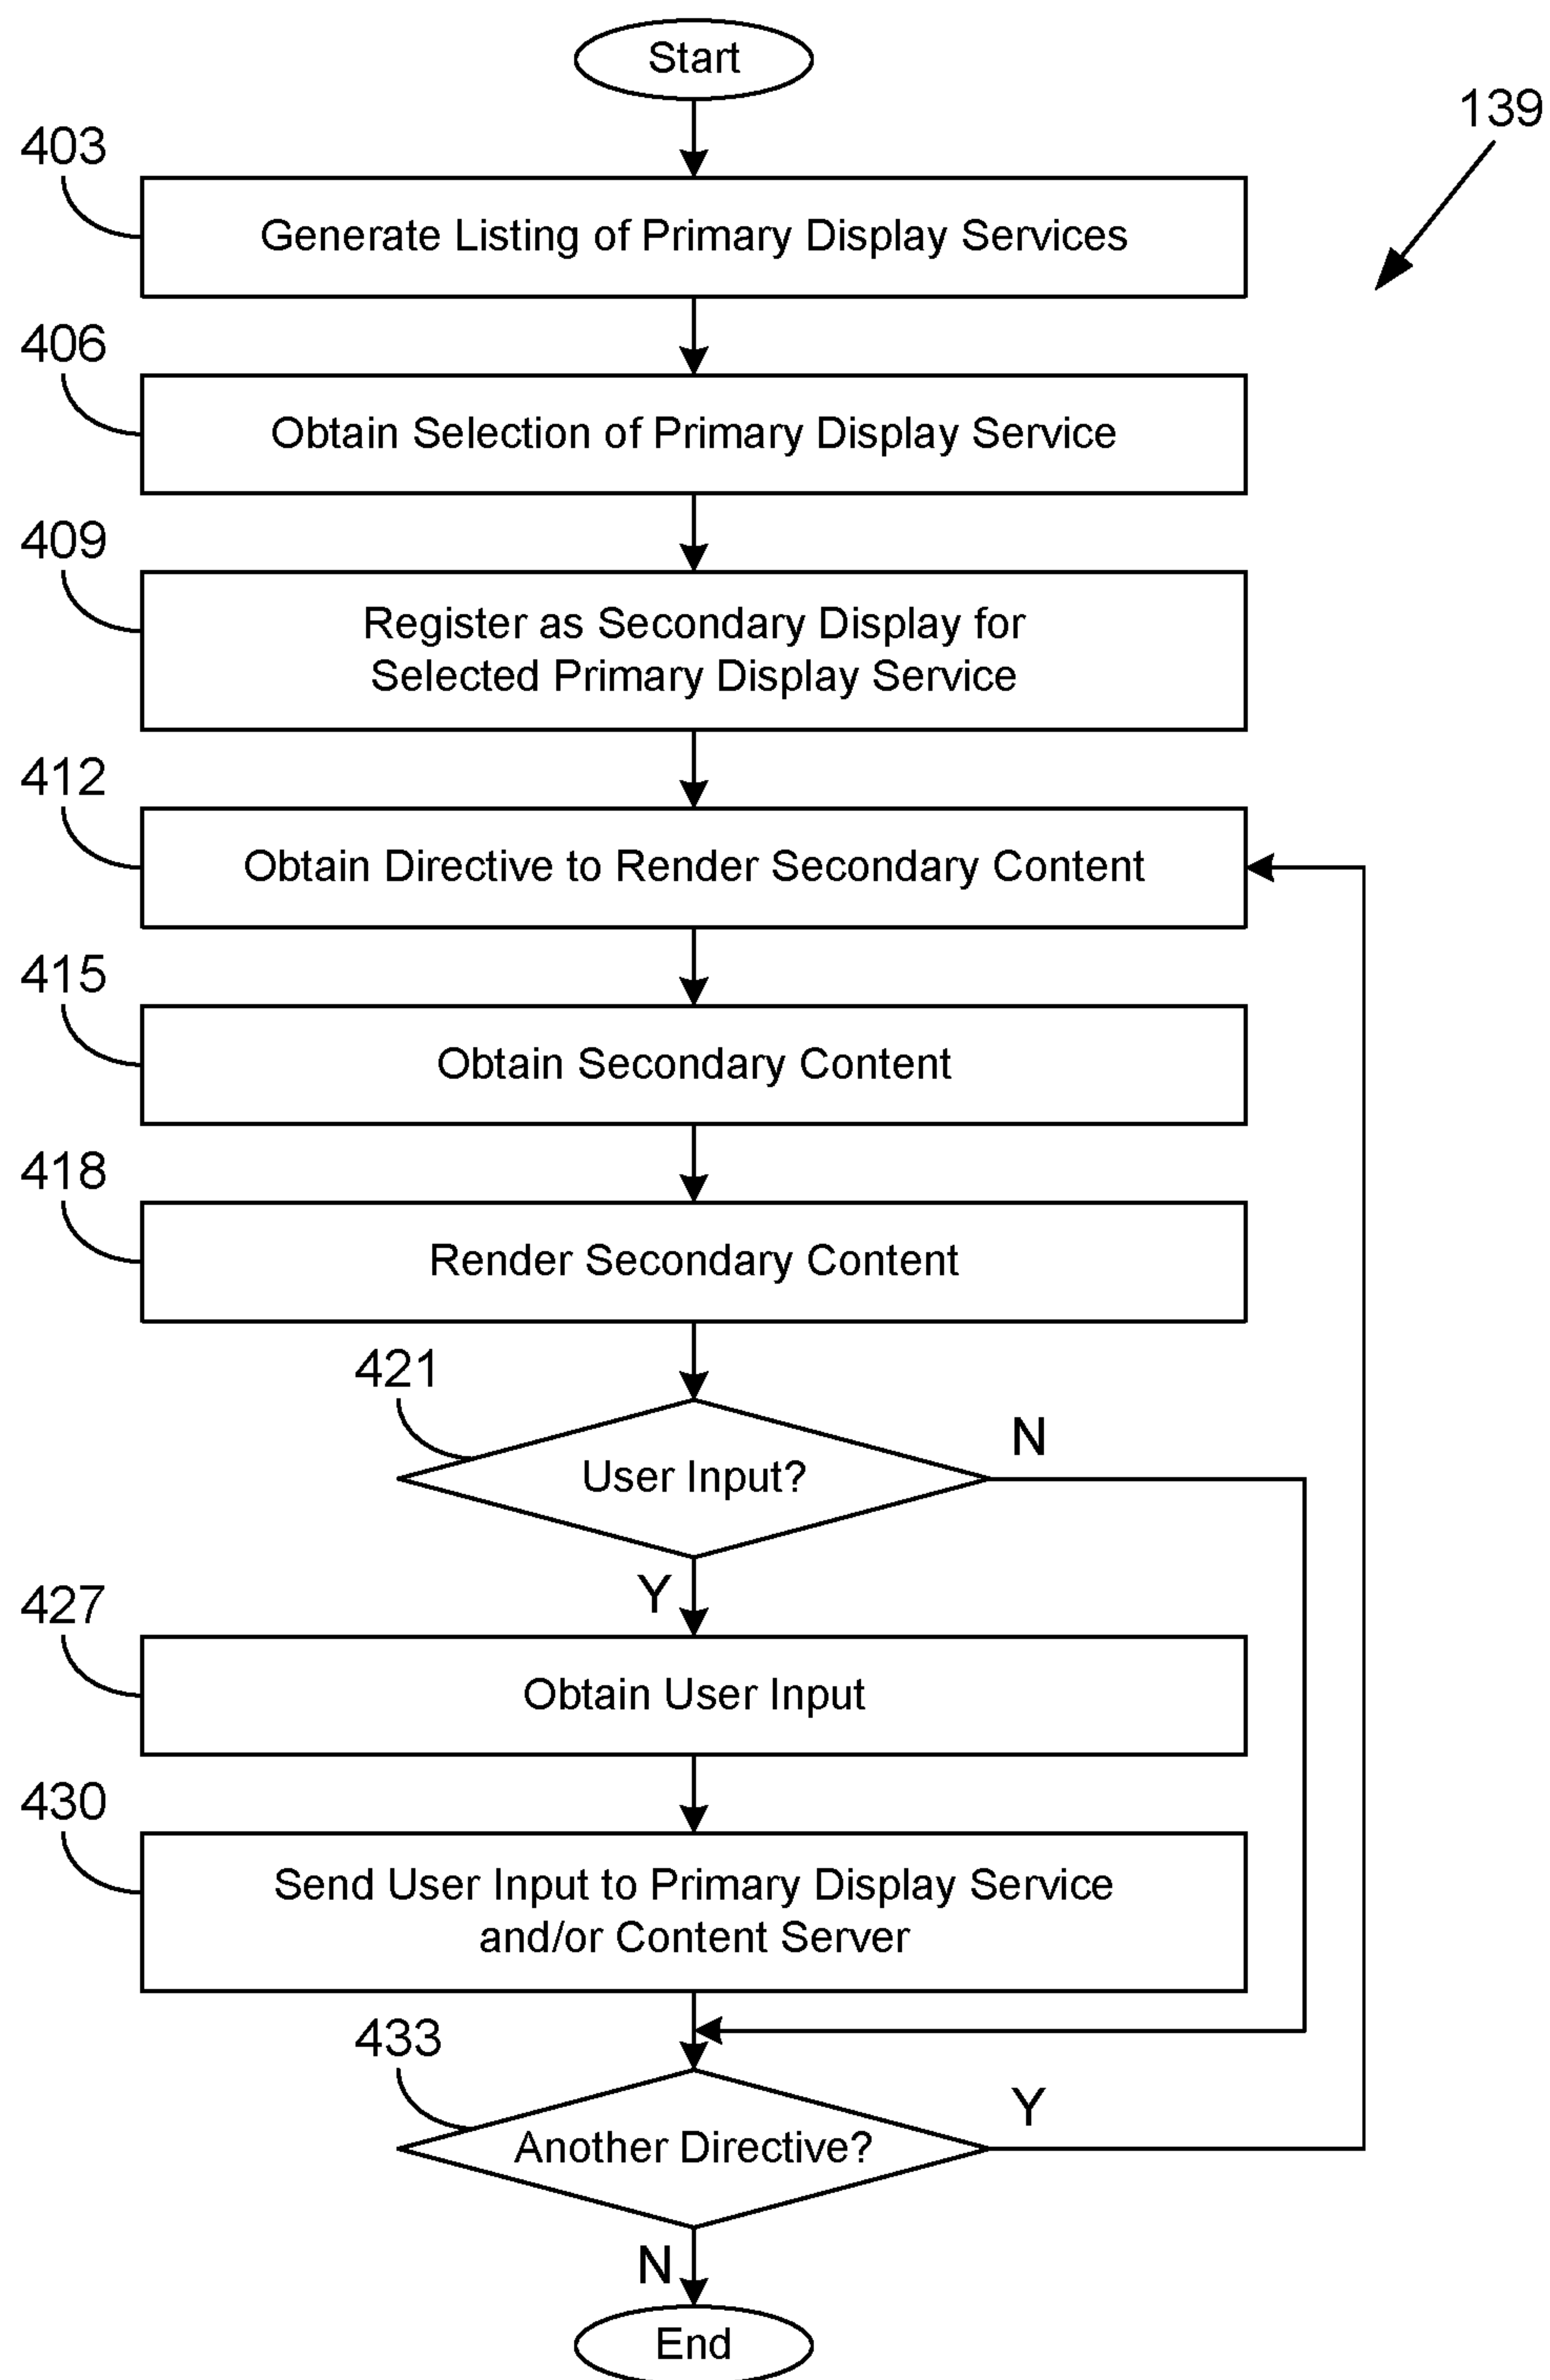 Start
139
403
Generate Listing of Primary Display Services
406
Obtain Selection of Primary Display Service
409
Register as Secondary Display for
Selected Primary Display Service
412
Obtain Directive to Render Secondary Content
415
Obtain Secondary Content
418
Render Secondary Content
421
N
User Input?
Y
427
Obtain User Input
430
Send User Input to Primary Display Service
and/or Content Server
433
Y
Another Directive?
N
End